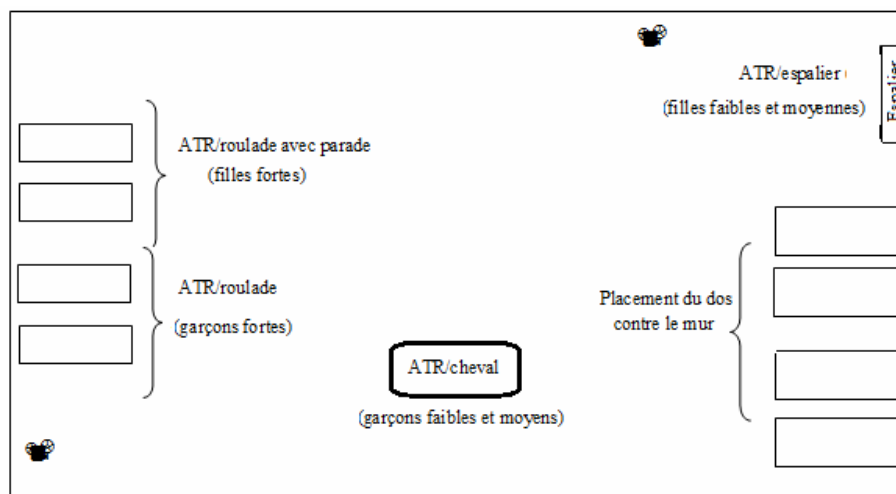 ATR/espalier
(filles faibles et moyennes)
Espalier
ATR/roulade avec parade
(filles fortes)
ATR/roulade
(garçons fortes)
Placement du dos
contre le mur
ATR/cheval
(garçons faibles et moyens)